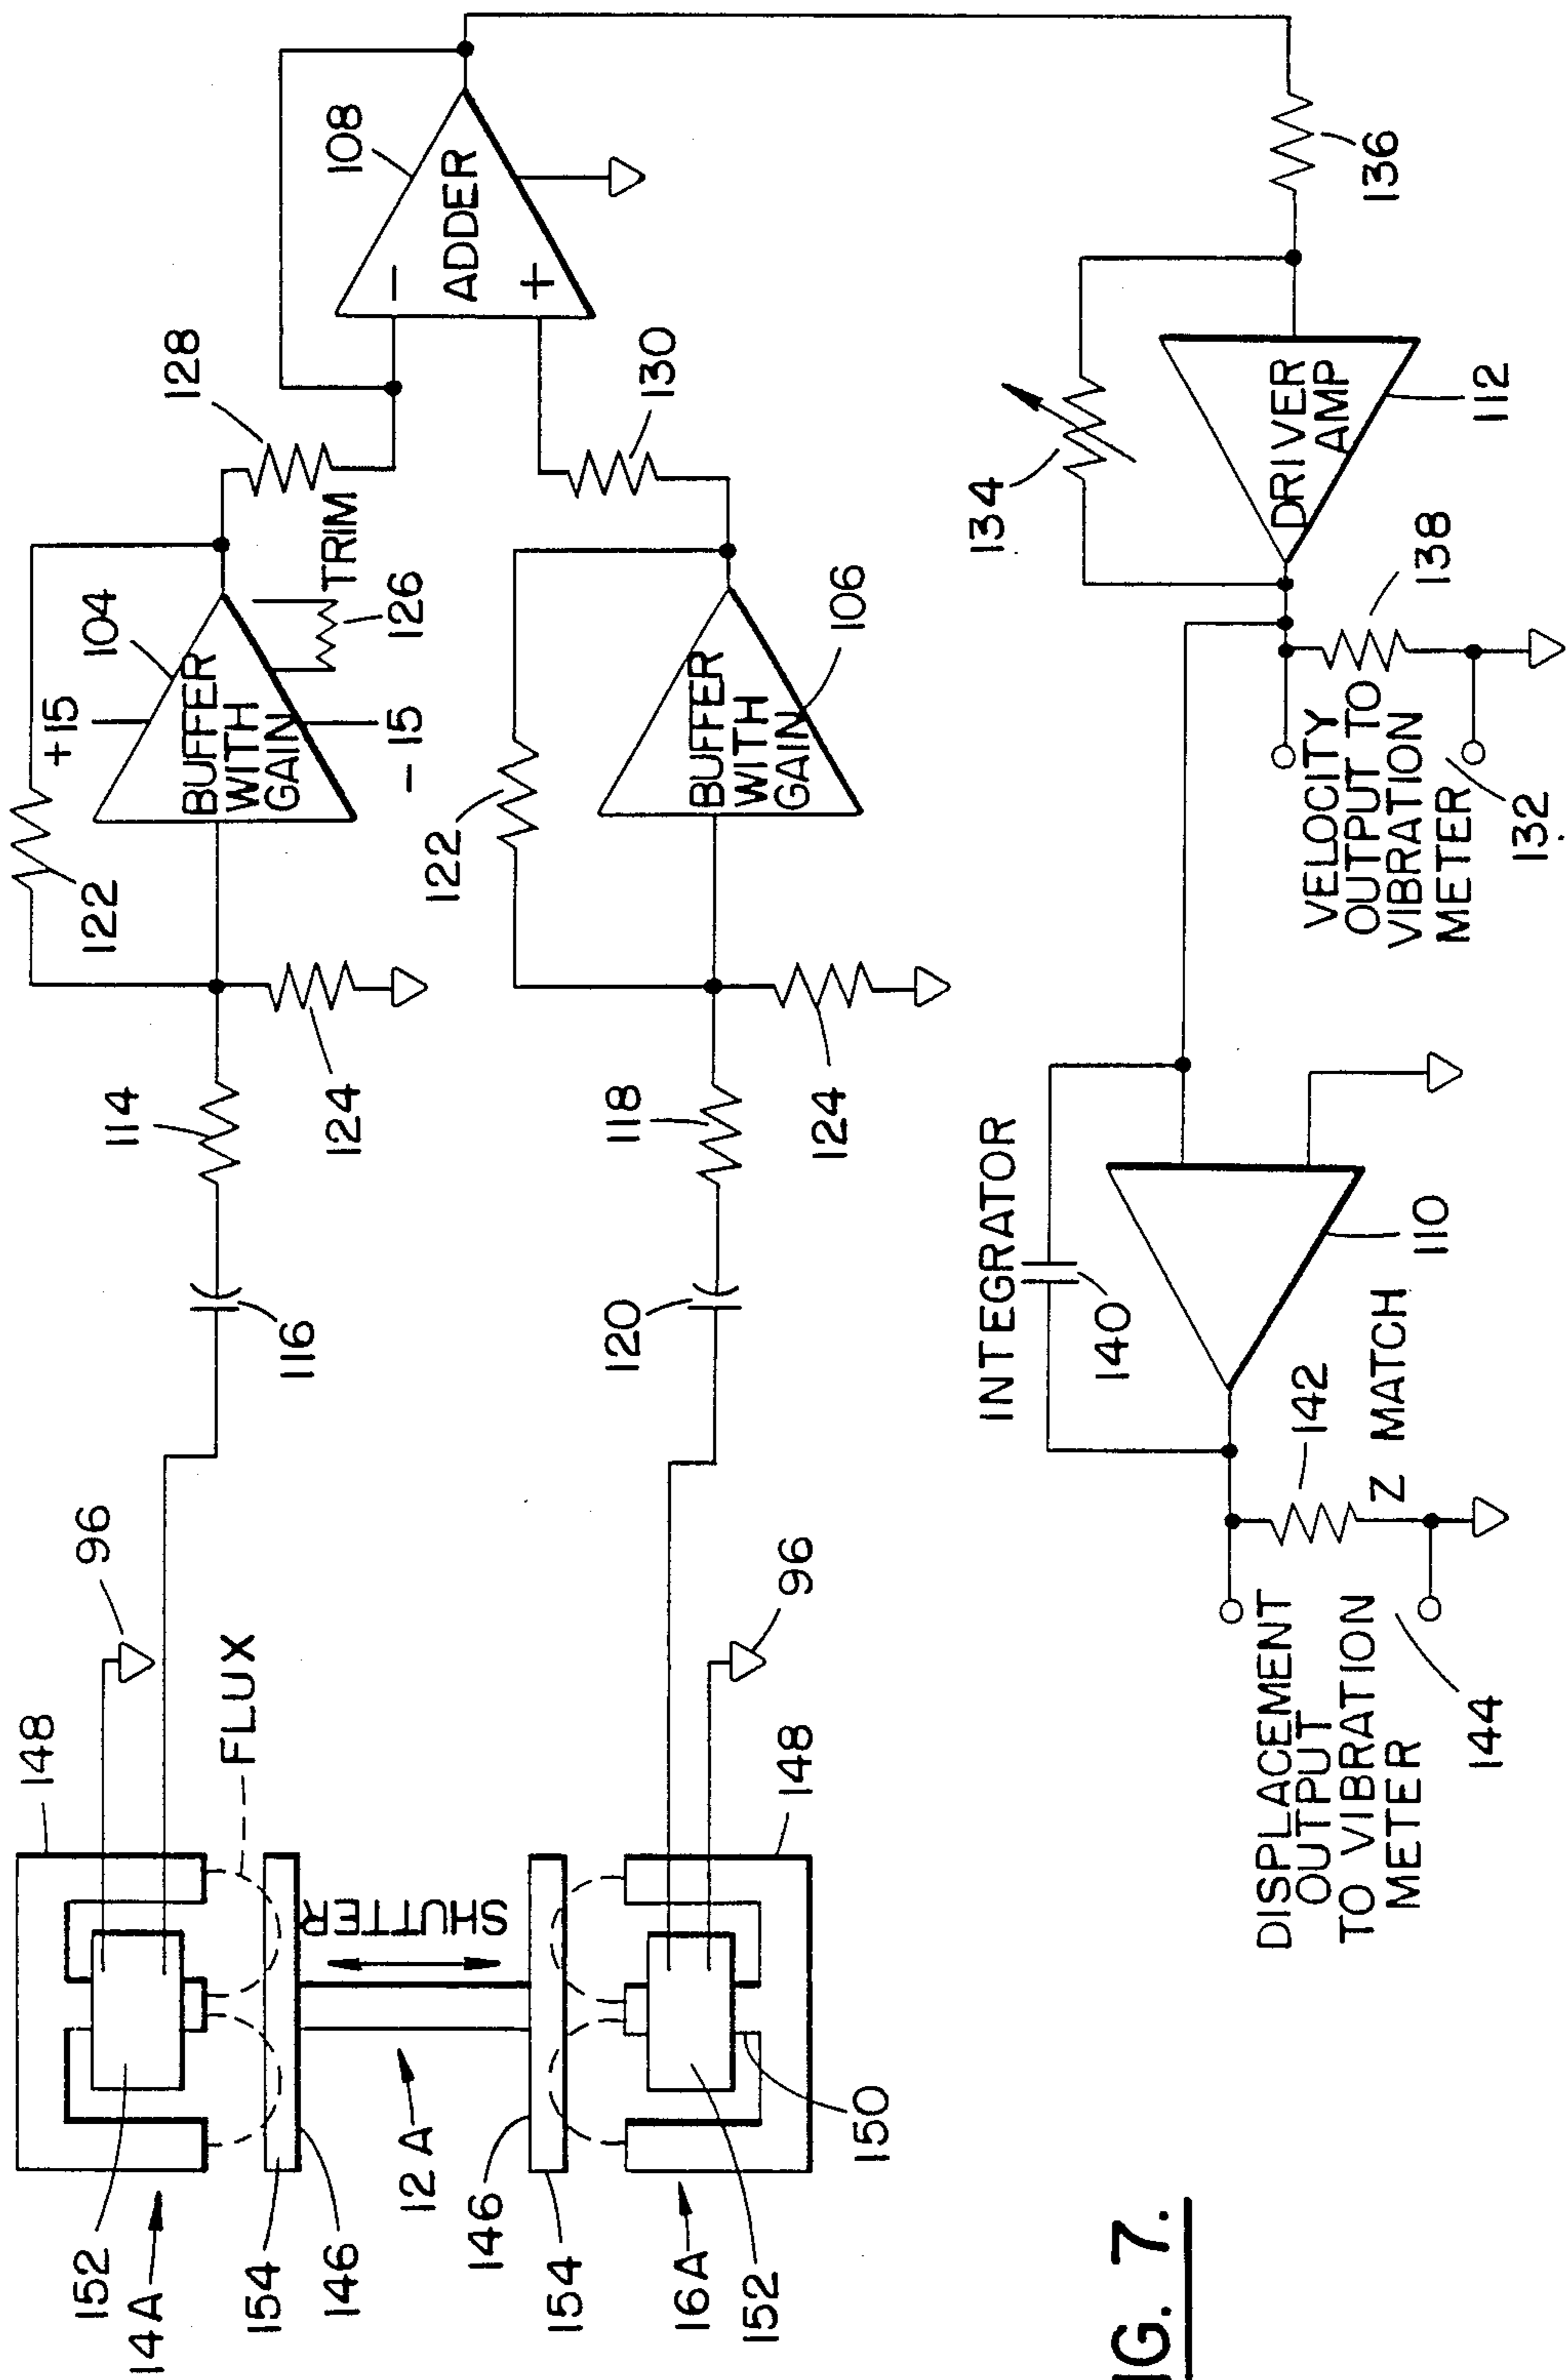 148
96
FLUX
152
14A
154
146
SHUTTER
12A
146
154
16A
152
150
148
96
116
114
124
122
+15
104
BUFFER
WITH
GAIN
-15
126
TRIM
128
120
118
124
122
BUFFER
WITH
GAIN
106
130
108
-
ADDER
+
136
134
DRIVER
AMP
112
138
VELOCITY
OUTPUT TO
VIBRATION
METER
132
INTEGRATOR
140
110
142
Z MATCH
DISPLACEMENT
OUTPUT
TO VIBRATION
METER
144
IG. 7.